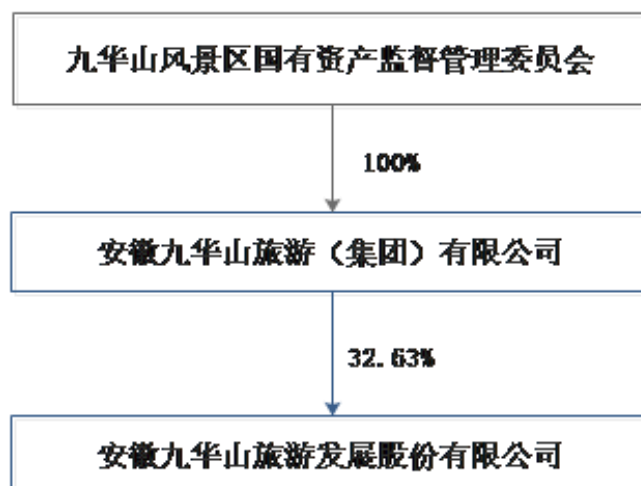 九华山风景区国有资产监督管理委员会
100%
安徽九华山旅游（集团）有限公司
32.63%
安徽九华山旅游发展股份有限公司